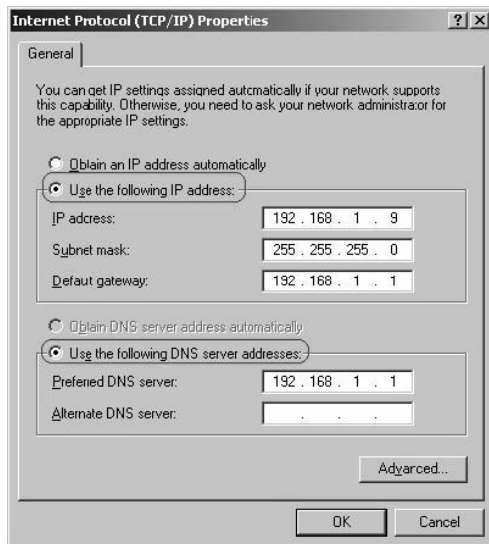 Internet Protocol (TCP/IP) Properties
General
You can get IP settings assigned automatically if your network supports
this capability. Otherwise, you need to ask your network administrator for
the appropriate IP settings.
Obtain an IP address automatically
Use the following IP address:
IP address: 192 . 168 . 1 . 9
Subnet mask: 255 . 255 . 255 . 0
Defaut gateway: 192 . 168 . 1 . 1
Obtain DNS server address automatically
Use the following DNS server addresses:
Preferred DNS server: 192 . 168 . 1 . 1
Alternate DNS server: . . .
Advanced...
OK Cancel